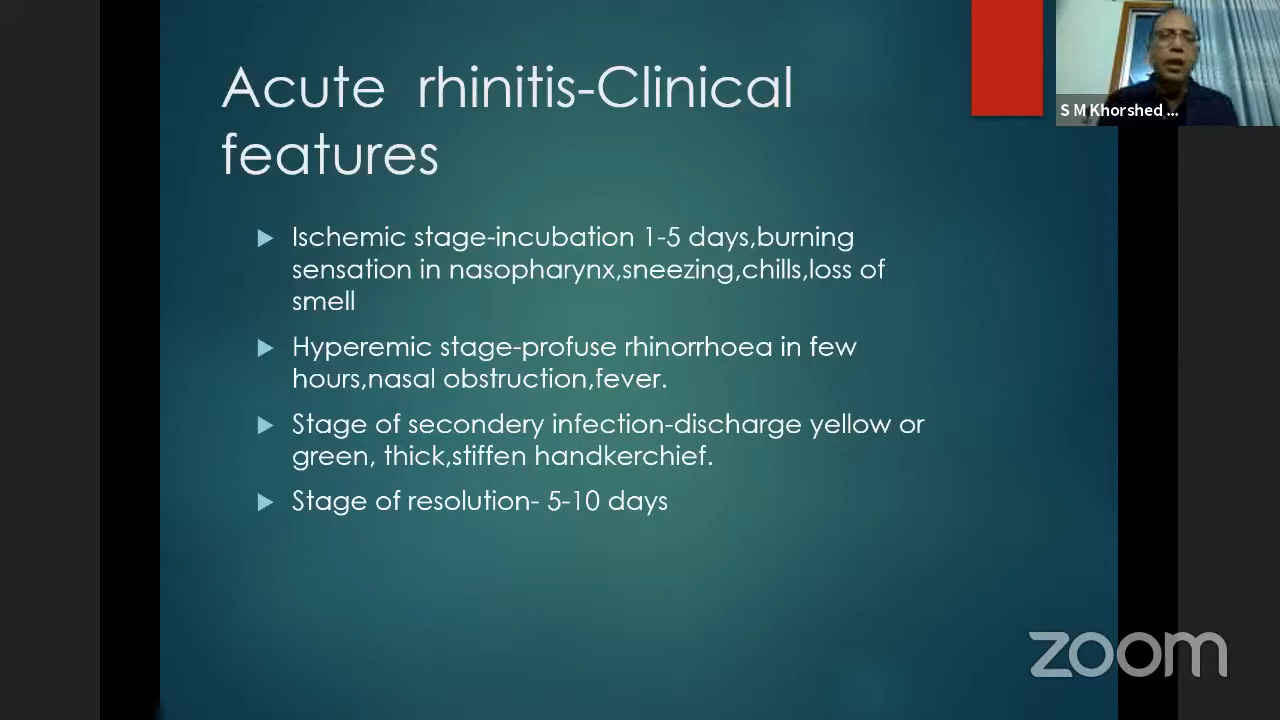 Acute rhinitis-Clinical
features
Ischemic stage-incubation 1-5 days,burning
sensation in nasopharynx,sneezing,chills,loss of
smell
Hyperemic stage-profuse rhinorrhoea in few
hours,nasal obstruction,fever.
Stage of secondery infection-discharge yellow or
green, thick,stiffen handkerchief.
Stage of resolution- 5-10 days
S M Khorshed ...
zoom